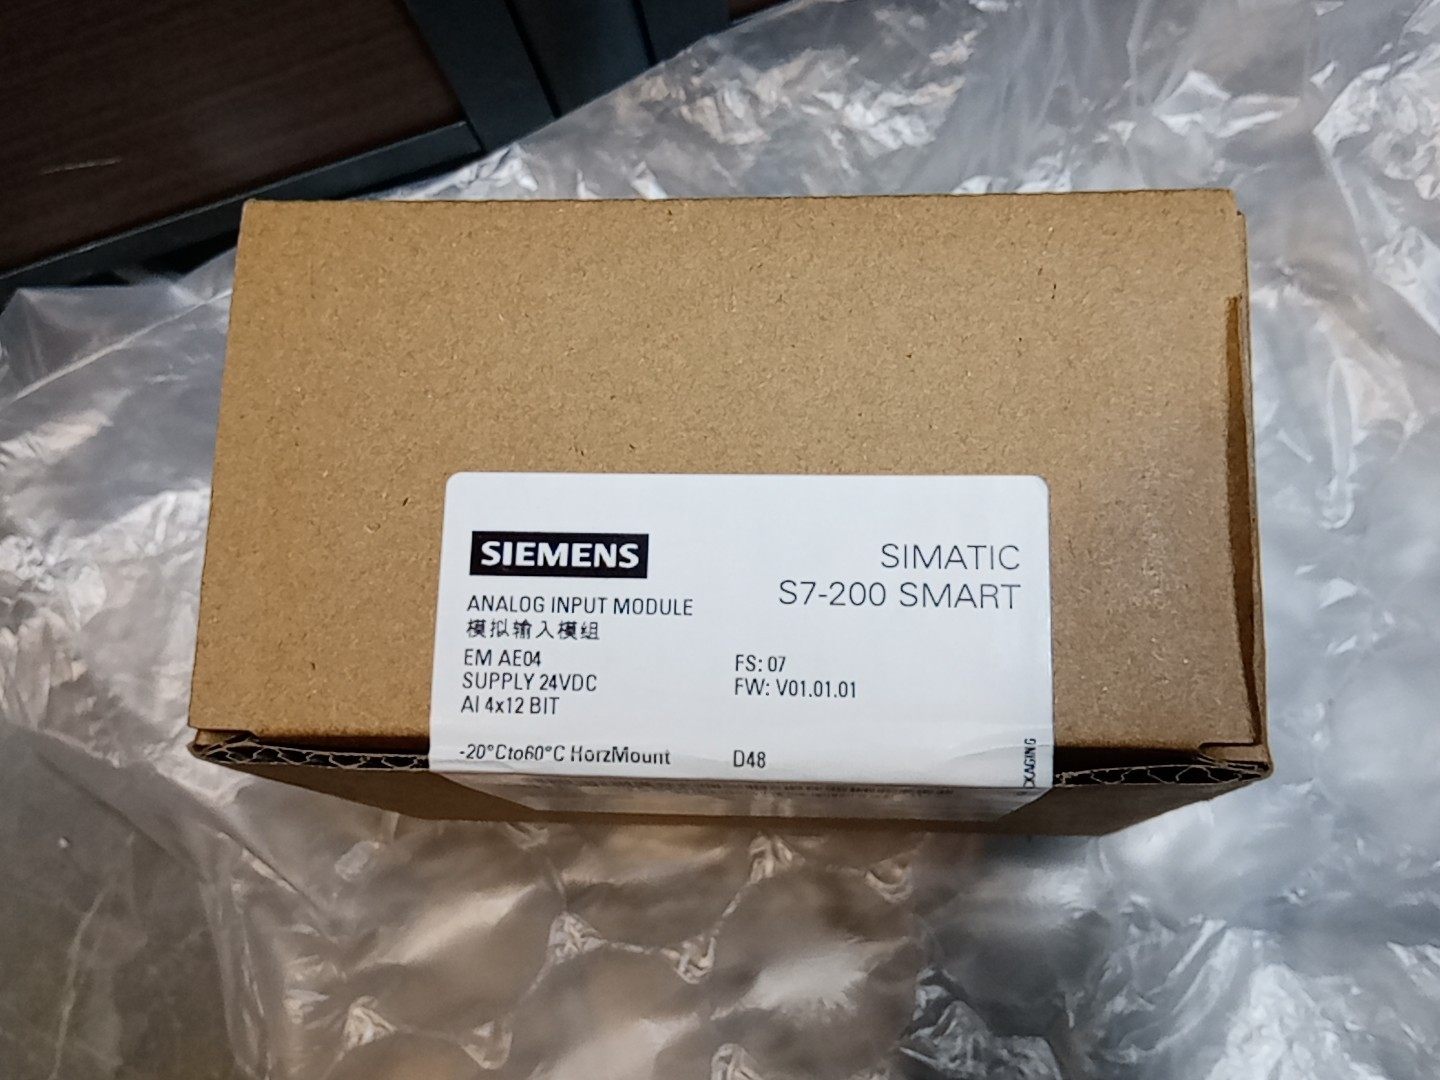 SIEMENS
SIMATIC
S7-200 SMART
ANALOG INPUT MODULE
模拟输入模组
EM AE04
SUPPLY 24VDC
AI 4x12 BIT
FS: 07
FW: V01.01.01
-20°Cto60°C HorzMount
D48